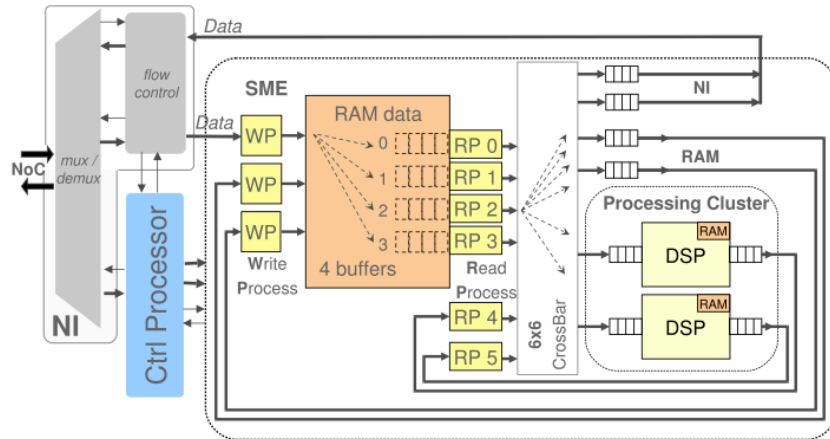 Data
flow
control
SME
NI
RAM data
Data
WP
0
RP 0
NoC
mux /
demux
WP
1
RP 1
RAM
WP
2
RP 2
Processing Cluster
3
RP 3
RAM
DSP
Write
Process
4 buffers
Read
Process
RAM
DSP
RP 4
RP 5
6x6
CrossBar
NI
Ctrl Processor